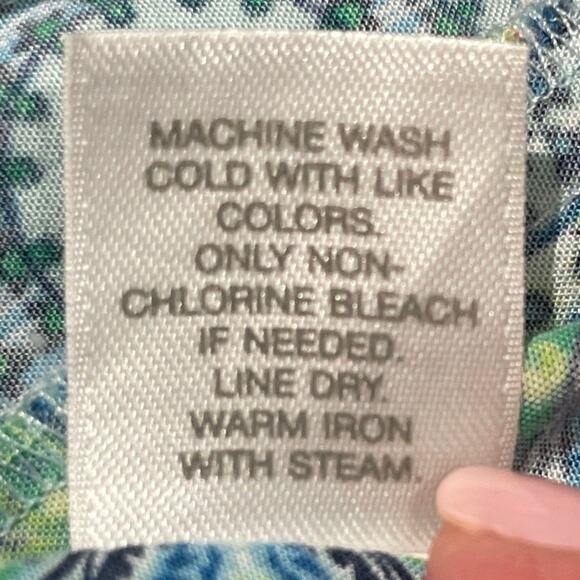 MACHINE WASH
COLD WITH LIKE
COLORS.
ONLY NON-
CHLORINE BLEACH
IF NEEDED.
LINE DRY.
WARM IRON
WITH STEAM.